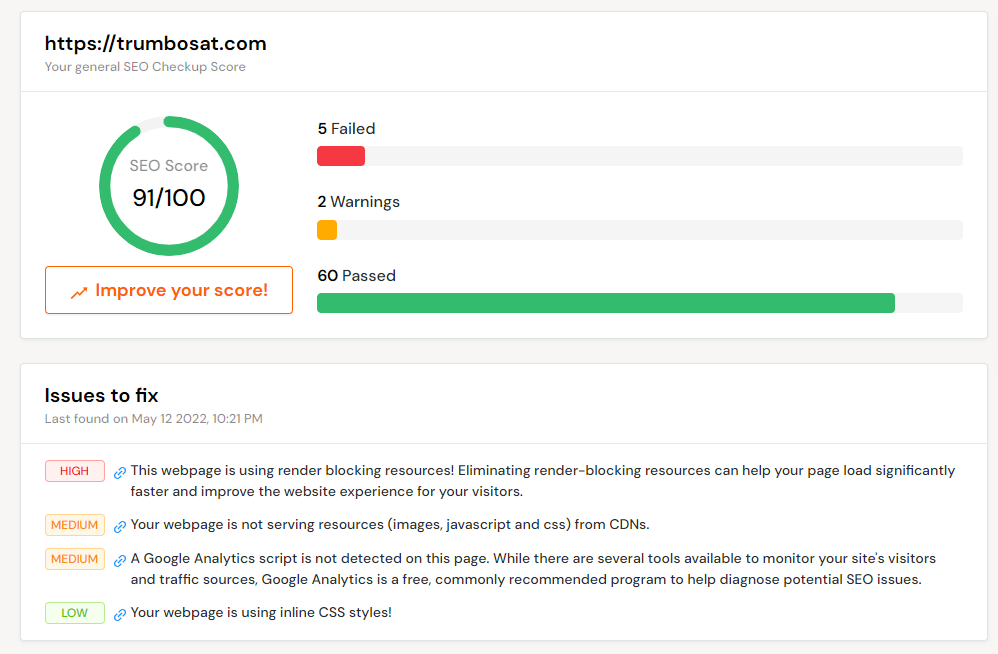 https://trumbosat.com
Your general SEO Checkup Score
SEO Score
91/100
Improve your score!
5 Failed
2 Warnings
60 Passed
Issues to fix
Last found on May 12 2022, 10:21 PM
HIGH This webpage is using render blocking resources! Eliminating render-blocking resources can help your page load significantly
faster and improve the website experience for your visitors.
MEDIUM Your webpage is not serving resources (images, javascript and css) from CDNs.
MEDIUM A Google Analytics script is not detected on this page. While there are several tools available to monitor your site's visitors
and traffic sources, Google Analytics is a free, commonly recommended program to help diagnose potential SEO issues.
LOW Your webpage is using inline CSS styles!